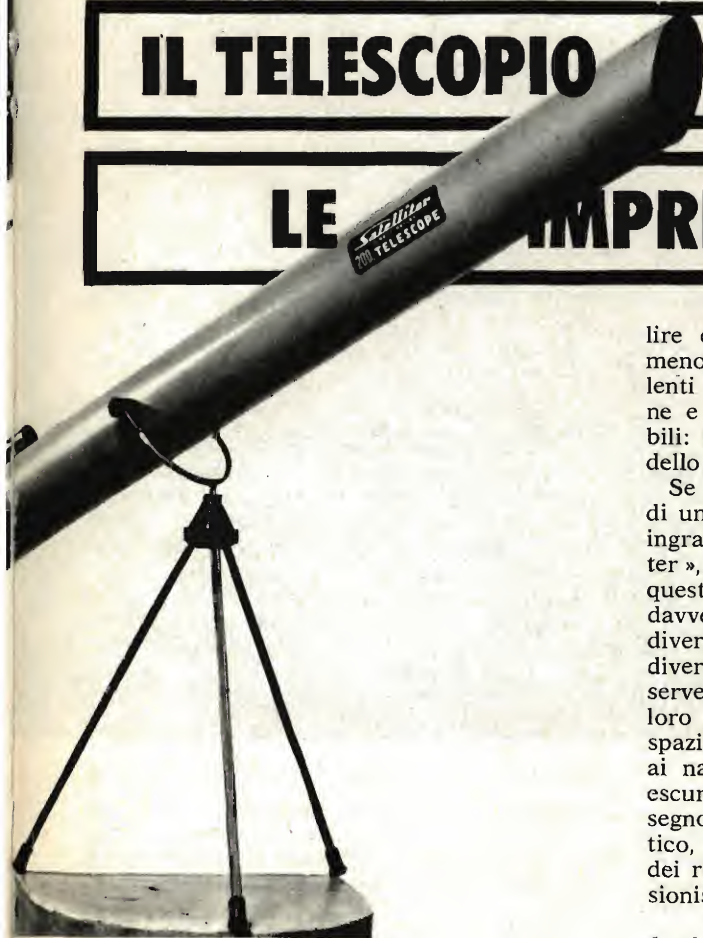 IL TELESCOPIO
LE IMPR
Satelliter
200 TELESCOPE
lire
meno
lenti
ne e
bili:
dello
Se
di un
ingra
ter »,
quest
davve
diver
diver
serve
loro
spazi
ai na
escur
segno
tico,
dei r
sionis